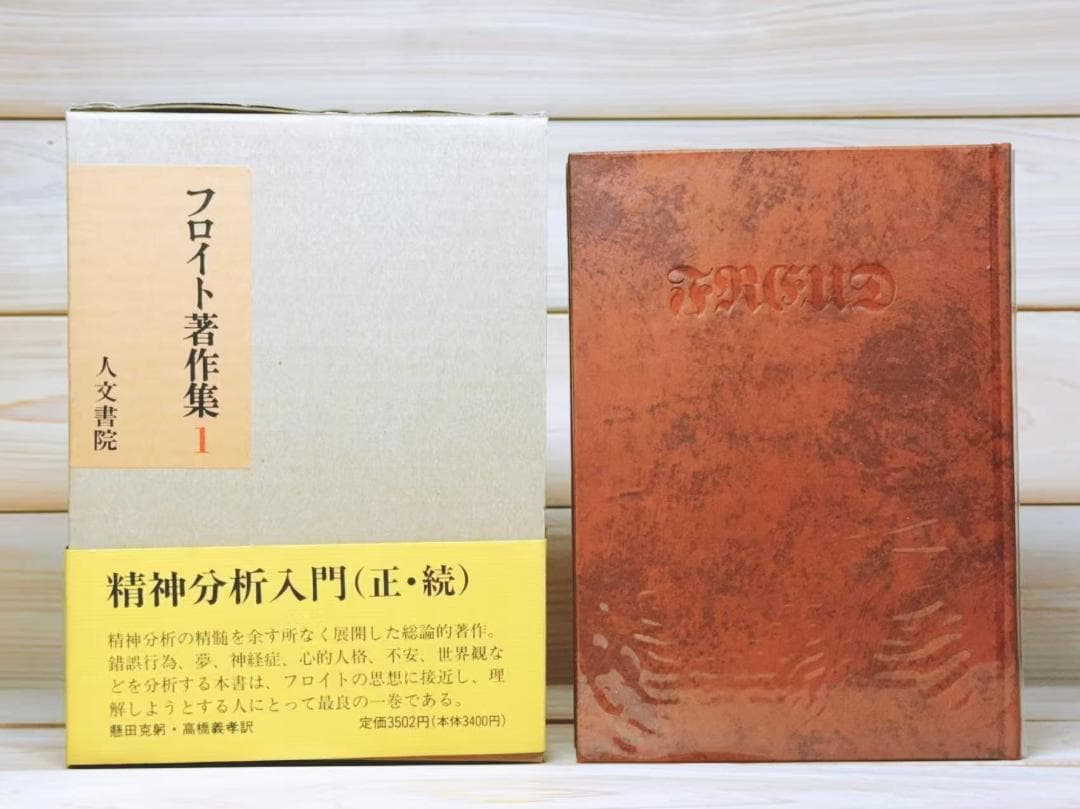 フロイト著作集1
人文書院
精神分析入門(正・続)
精神分析の精髄を余す所なく展開した総論的著作。
錯誤行為、夢、神経症、心的人格、不安、世界観な
どを分析する本書は、フロイトの思想に接近し、理
解しようとする人にとって最良の一巻である。
懸田克躬・高橋義孝訳 定価3502円(本体3400円)
FREUD